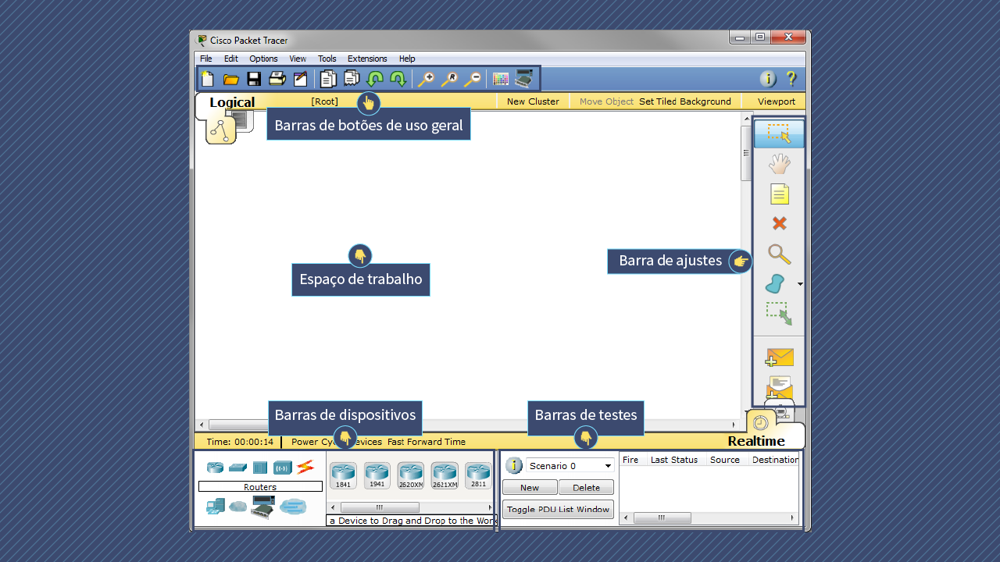 Cisco Packet Tracer
File Edit Options View Tools Extensions Help
Logical [Root] New Cluster Move Object Set Tiled Background Viewport
Barras de botões de uso geral
Barra de ajustes
Espaço de trabalho
Barras de dispositivos
Barras de testes
Time: 00:00:14 Power Cy Devices Fast Forward Time Realtime
Routers
1841 1941 2620XM 2621XM 2811
a Device to Drag and Drop to the Wor
Scenario 0
New Delete
Toggle PDU List Window
Fire Last Status Source Destination